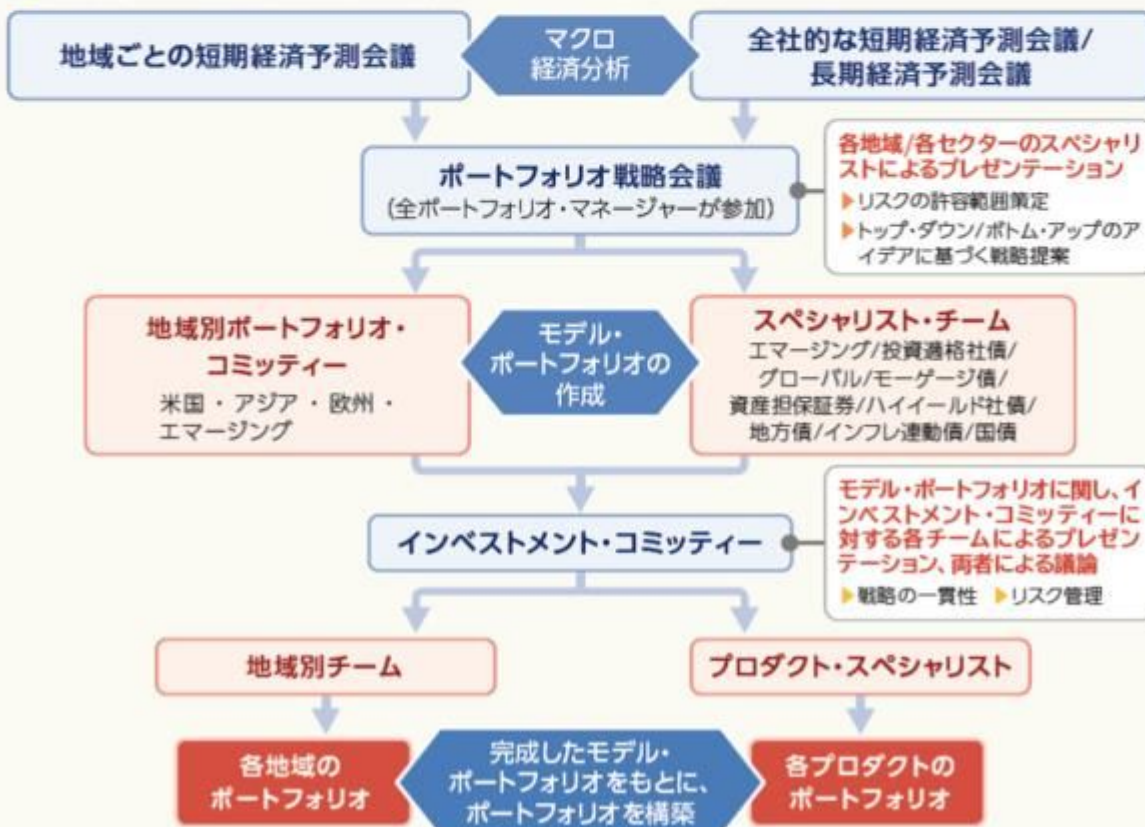 地域ごとの短期経済予測会議
マクロ
経済分析
全社的な短期経済予測会議/
長期経済予測会議
ポートフォリオ戦略会議
(全ポートフォリオ・マネージャーが参加)
各地域/各セクターのスペシャリ
ストによるプレゼンテーション
▶リスクの許容範囲策定
▶トップ・ダウン/ボトム・アップのア
イデアに基づく戦略提案
地域別ポートフォリオ・
コミッティー
米国・アジア・欧州・
エマージング
モデル・
ポートフォリオの
作成
スペシャリスト・チーム
エマージング/投資適格社債/
グローバル/モーゲージ債/
資産担保証券/ハイイールド社債/
地方債/インフレ連動債/国債
インベストメント・コミッティー
モデル・ポートフォリオに関し、イ
ンベストメント・コミッティーに
対する各チームによるプレゼン
テーション、両者による議論
▶戦略の一貫性 ▶リスク管理
地域別チーム
プロダクト・スペシャリスト
各地域の
ポートフォリオ
完成したモデル・
ポートフォリオをもとに、
ポートフォリオを構築
各プロダクトの
ポートフォリオ